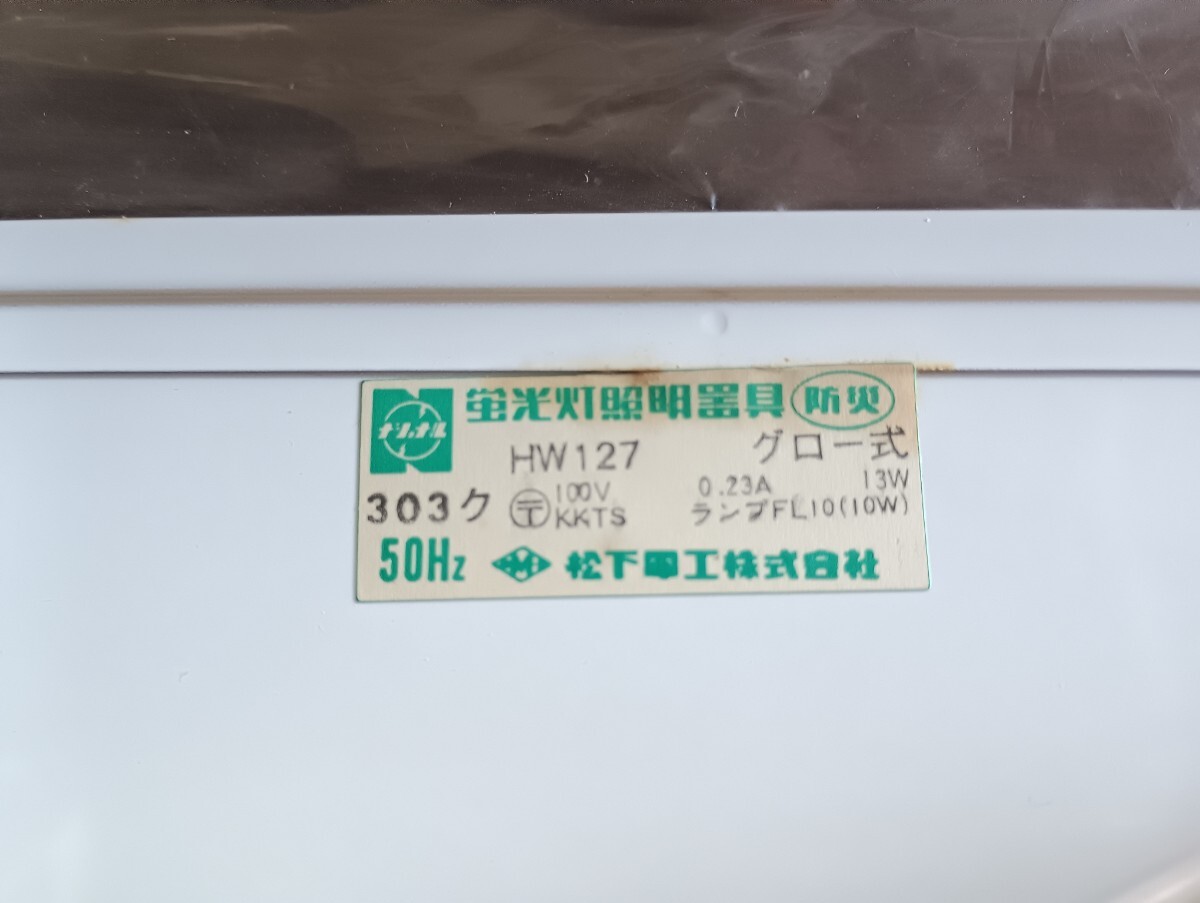 ナショナル
蛍光灯照明器具 防災
HW127 グロー式
303ク 〒 100V 0.23A 13W
KKTS ランプFL10(10W)
50Hz 松下電工株式会社